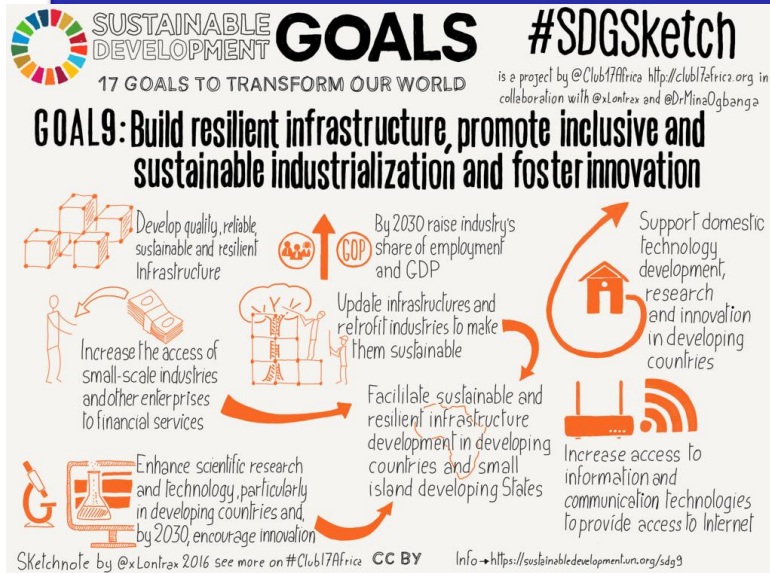 SUSTAINABLE
DEVELOPMENT
GOALS
17 GOALS TO TRANSFORM OUR WORLD
#SDGSketch
is a project by @Club17Africa http://club17africa.org in
collaboration with @xLontrax and @DrMinaOgbanga
GOAL9: Build resilient infrastructure, promote inclusive and
sustainable industrialization and foster innovation
Develop quality, reliable,
sustainable and resilient
Infrastructure
GDP
By 2030 raise industry's
share of employment
and GDP
Support domestic
technology
development,
research
and innovation
in developing
countries
Increase the access of
small-scale industries
and other enterprises
to financial services
Update infrastructures and
retrofit industries to make
them sustainable
Facililate sustainable and
resilient infrastructure
development in developing
countries and small
island developing States
Increase access to
information and
communication technologies
to provide access to Internet
Enhance scientific research
and technology, particularly
in developing countries and,
by 2030, encourage innovation
SKetchnote by @xLontrax 2016 see more on #Club17Africa CC BY Info→https://sustainabledevelopment.un.org/sdg9